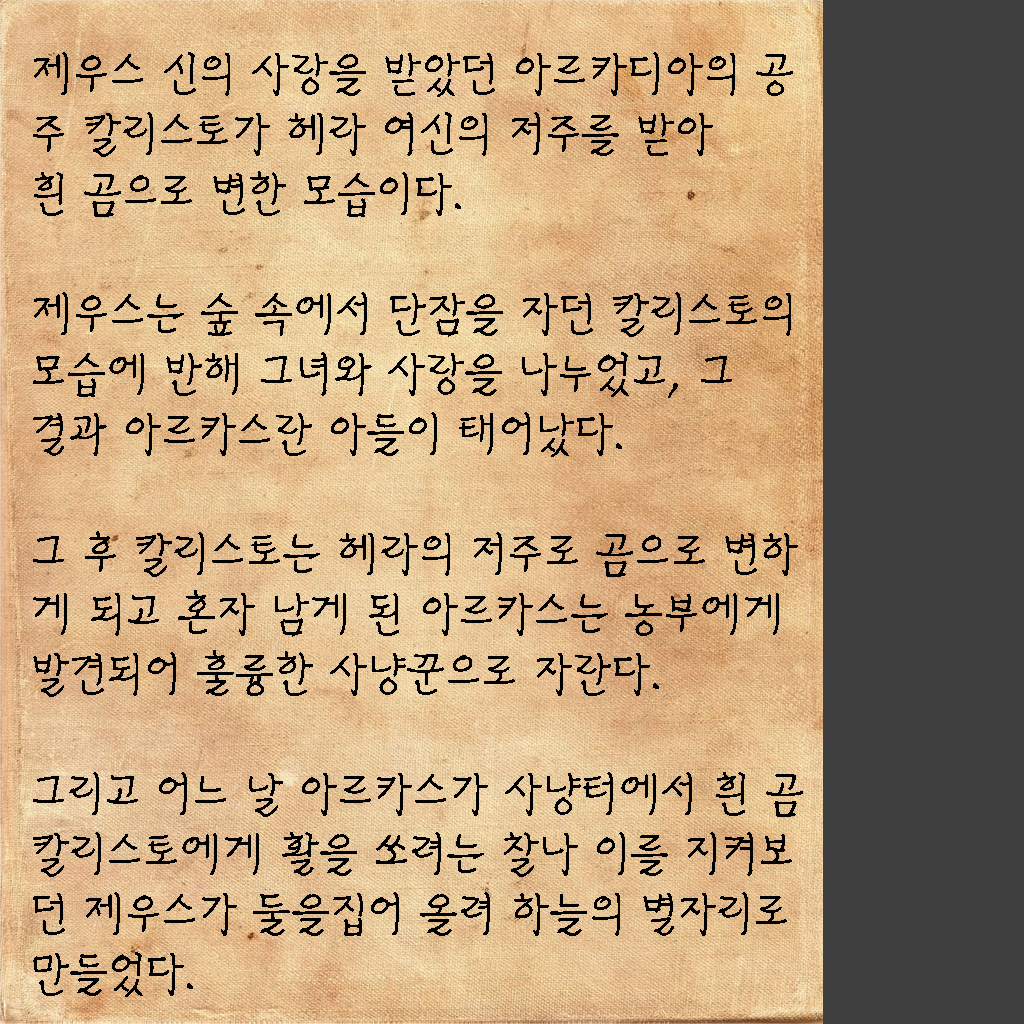 제우스 신의 사랑을 받았던 아르카디아의 공
주 칼리스토가 헤라 여신의 저주를 받아
흰 곰으로 변한 모습이다.
제우스는 숲 속에서 단잠을 자던 칼리스토의
모습에 반해 그녀와 사랑을 나누었고, 그
결과 아르카스란 아들이 태어났다.
그 후 칼리스토는 헤라의 저주로 곰으로 변하
게 되고 혼자 남게 된 아르카스는 농부에게
발견되어 훌륭한 사냥꾼으로 자란다.
그리고 어느 날 아르카스가 사냥터에서 흰 곰
칼리스토에게 활을 쏘려는 찰나 이를 지켜보
던 제우스가 둘을집어 올려 하늘의 별자리로
만들었다.